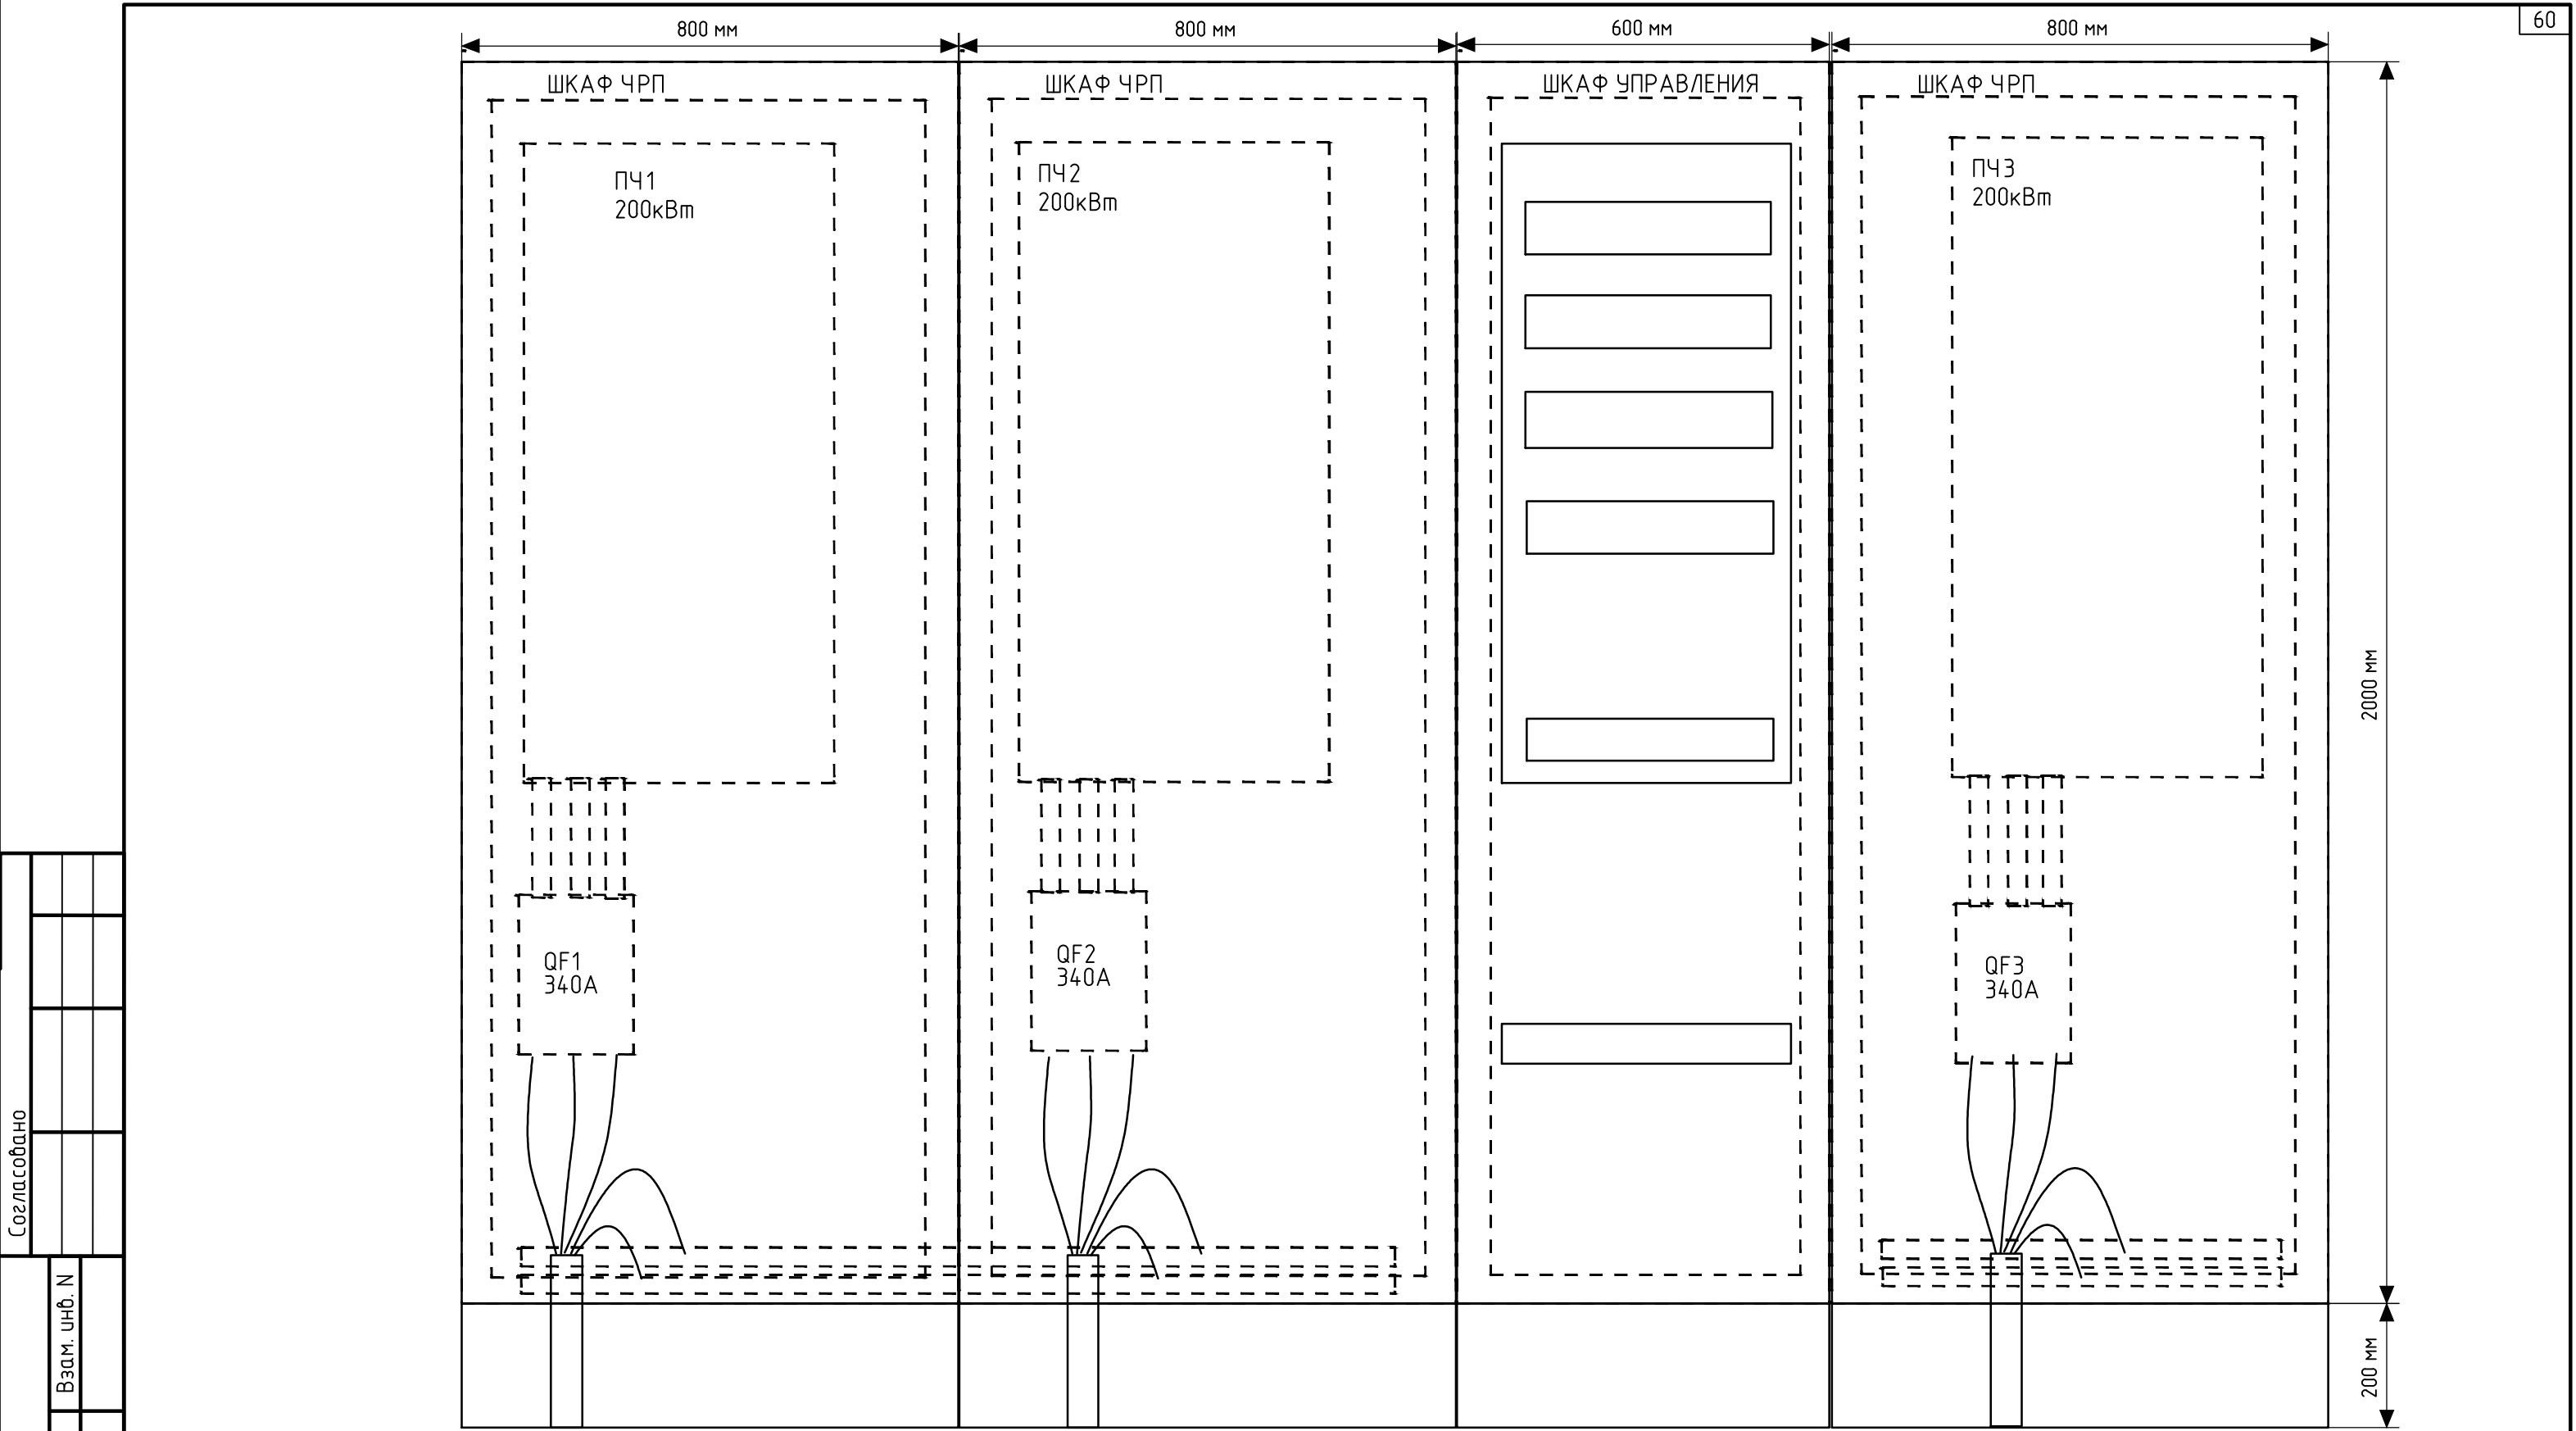 800 мм
800 мм
600 мм
800 мм
60
ШКАФ ЧРП
ШКАФ ЧРП
ШКАФ УПРАВЛЕНИЯ
ШКАФ ЧРП
ПЧ1
200кВт
ПЧ2
200кВт
ПЧ3
200кВт
2000 мм
QF1
340А
QF2
340А
QF3
340А
200 мм
Согласовано
Взам. инв. N